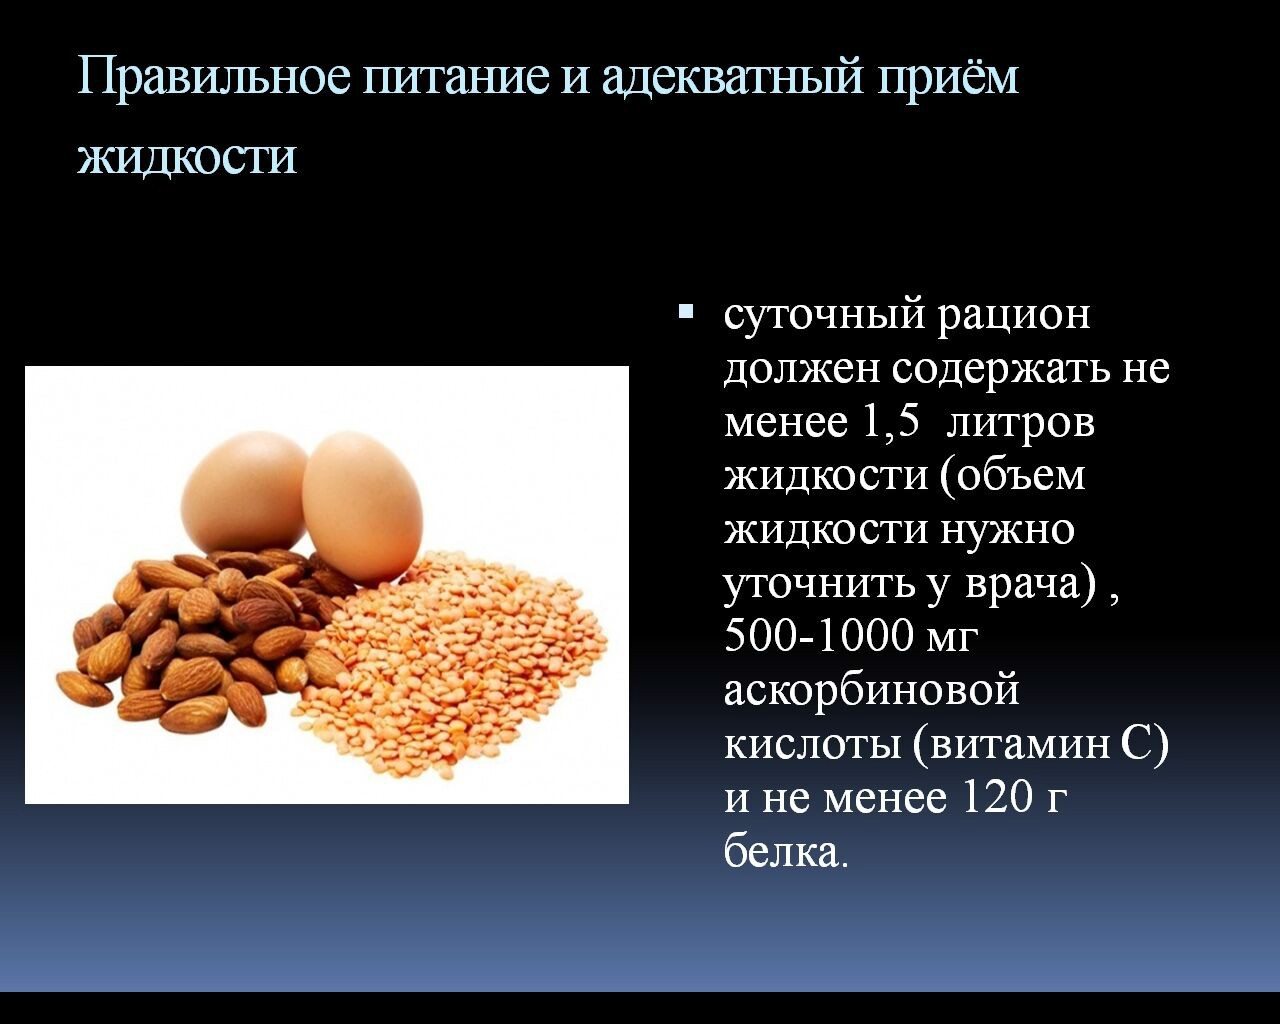 Правильное питание и адекватный приём
жидкости
суточный рацион
должен содержать не
менее 1,5 литров
жидкости (объем
жидкости нужно
уточнить у врача) ,
500-1000 мг
аскорбиновой
кислоты (витамин С)
и не менее 120 г
белка.